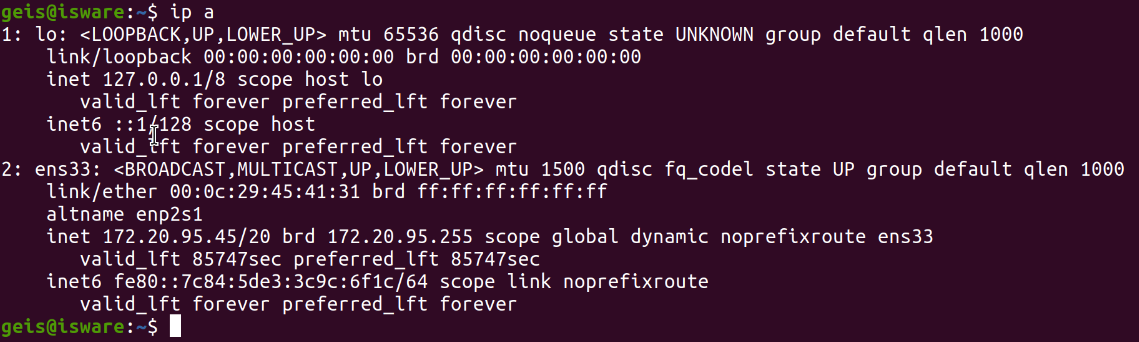 geis@isware:~$ ip a
1: lo: <LOOPBACK,UP,LOWER_UP> mtu 65536 qdisc noqueue state UNKNOWN group default qlen 1000
    link/loopback 00:00:00:00:00:00 brd 00:00:00:00:00:00
    inet 127.0.0.1/8 scope host lo
       valid_lft forever preferred_lft forever
    inet6 ::1/128 scope host
       valid_lft forever preferred_lft forever
2: ens33: <BROADCAST,MULTICAST,UP,LOWER_UP> mtu 1500 qdisc fq_codel state UP group default qlen 1000
    link/ether 00:0c:29:45:41:31 brd ff:ff:ff:ff:ff:ff
    altname enp2s1
    inet 172.20.95.45/20 brd 172.20.95.255 scope global dynamic noprefixroute ens33
       valid_lft 85747sec preferred_lft 85747sec
    inet6 fe80::7c84:5de3:3c9c:6f1c/64 scope link noprefixroute
       valid_lft forever preferred_lft forever
geis@isware:~$